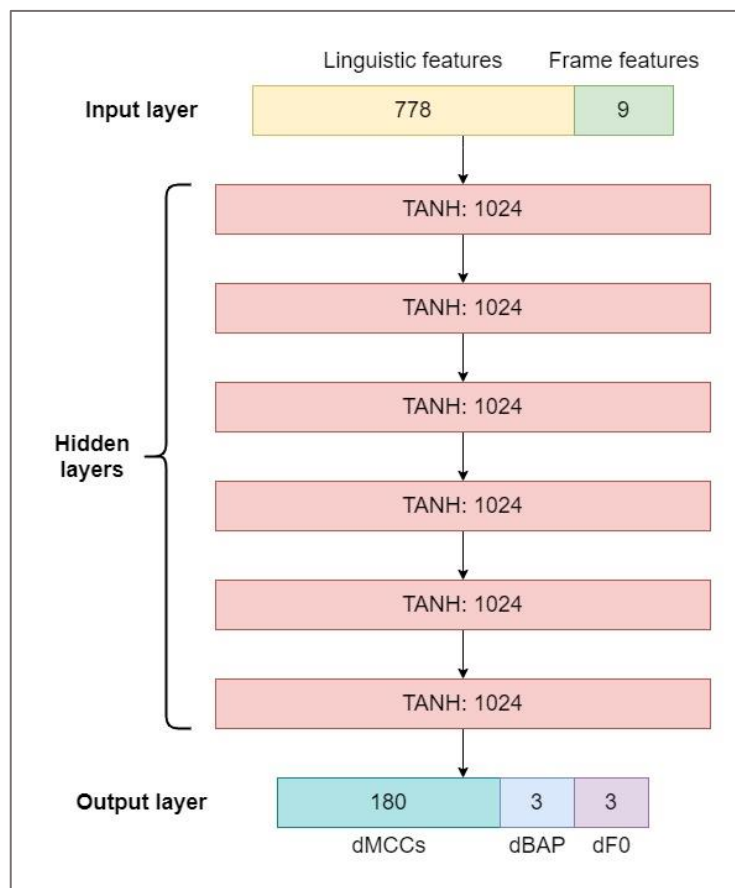 Linguistic features Frame features
Input layer 778 9
TANH: 1024
TANH: 1024
TANH: 1024
Hidden
layers
TANH: 1024
TANH: 1024
TANH: 1024
Output layer 180 3 3
dMCCs dBAP dF0